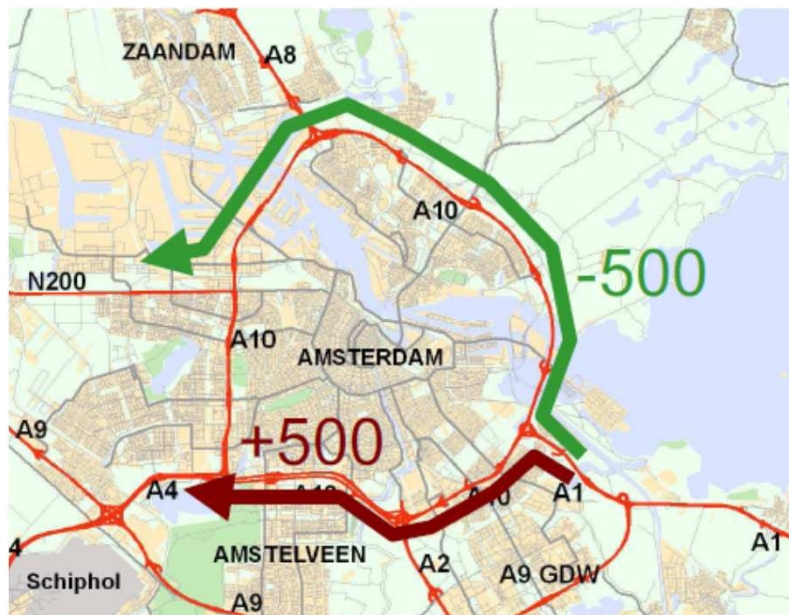 ZAANDAM
A8
A10
-500
N200
A10
AMSTERDAM
+500
A9
A4
A10
A10
A1
4
AMSTELVEEN
A2
A9 GDW
A1
Schiphol
A9